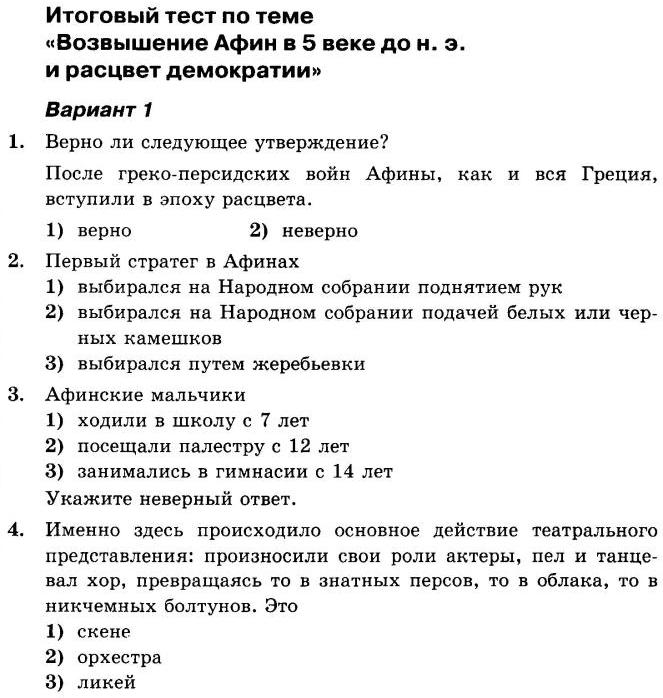 Итоговый тест по теме
«Возвышение Афин в 5 веке до н. э.
и расцвет демократии»
Вариант 1
1. Верно ли следующее утверждение?
После греко-персидских войн Афины, как и вся Греция,
вступили в эпоху расцвета.
1) верно 2) неверно
2. Первый стратег в Афинах
1) выбирался на Народном собрании поднятием рук
2) выбирался на Народном собрании подачей белых или чер-
ных камешков
3) выбирался путем жеребьевки
3. Афинские мальчики
1) ходили в школу с 7 лет
2) посещали палестру с 12 лет
3) занимались в гимнасии с 14 лет
Укажите неверный ответ.
4. Именно здесь происходило основное действие театрального
представления: произносили свои роли актеры, пел и танце-
вал хор, превращаясь то в знатных персов, то в облака, то в
никчемных болтунов. Это
1) скене
2) орхестра
3) ликей